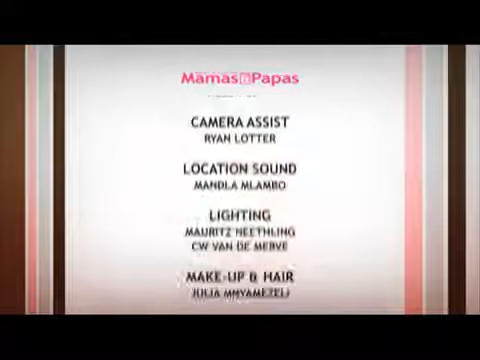 Mamas&Papas
CAMERA ASSIST
RYAN LOTTER
LOCATION SOUND
MANDLA MLAMBO
LIGHTING
MAURITZ NEETHLING
CW VAN DE MERVE
MAKE-UP & HAIR
JULIA MNYAMEZELI